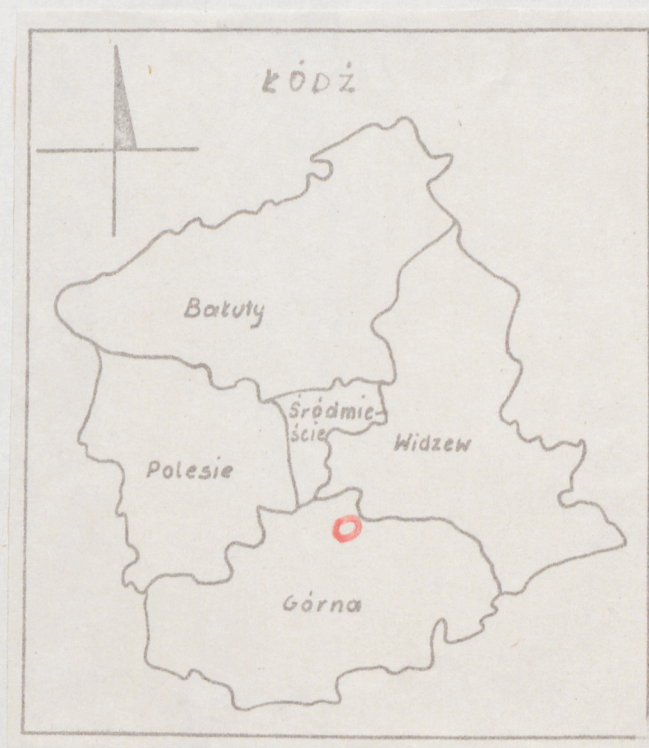 ŁÓDŹ
Bałuty
Śródmie-
ście
Widzew
Polesie
Górna